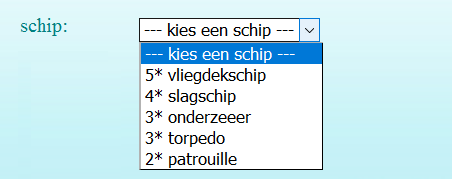 schip: --- kies een schip ---
--- kies een schip ---
5* vliegdekschip
4* slagschip
3* onderzeeer
3* torpedo
2* patrouille